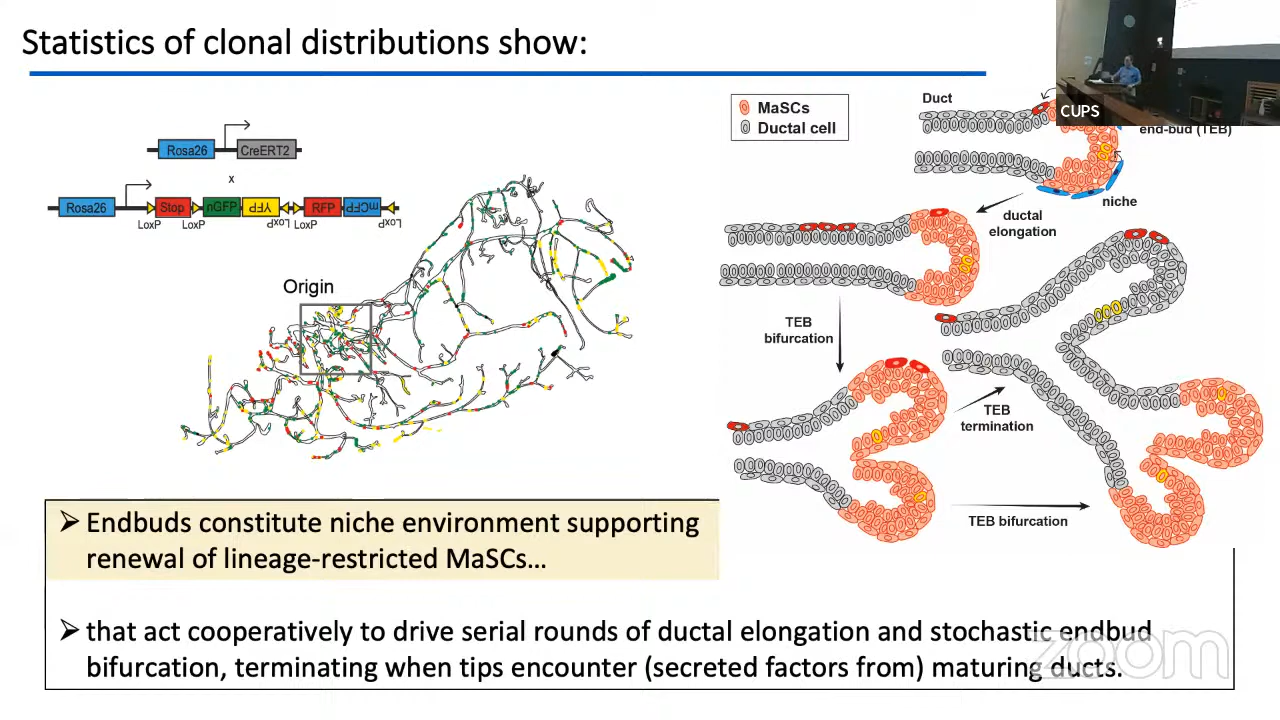 Statistics of clonal distributions show:
CUPS
Rosa26
CreERT2
x
Rosa26
Stop
nGFP
YFP
RFP
mCFP
LoxP
LoxP
LoxP
LoxP
LoxP
Origin
MaSCs
Ductal cell
Duct
end-bud (TEB)
niche
ductal
elongation
TEB
bifurcation
TEB
termination
TEB bifurcation
➢ Endbuds constitute niche environment supporting
renewal of lineage-restricted MaSCs…
➢ that act cooperatively to drive serial rounds of ductal elongation and stochastic endbud
bifurcation, terminating when tips encounter (secreted factors from) maturing ducts.
zoom